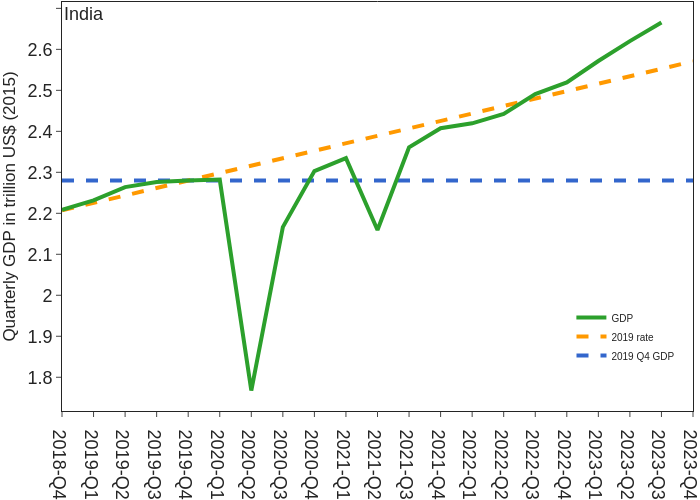 India
Quarterly GDP in trillion US$ (2015)
2.6
2.5
2.4
2.3
2.2
2.1
2
1.9
1.8
GDP
2019 rate
2019 Q4 GDP
2018-Q4
2019-Q1
2019-Q2
2019-Q3
2019-Q4
2020-Q1
2020-Q2
2020-Q3
2020-Q4
2021-Q1
2021-Q2
2021-Q3
2021-Q4
2022-Q1
2022-Q2
2022-Q3
2022-Q4
2023-Q1
2023-Q2
2023-Q3
2023-Q4